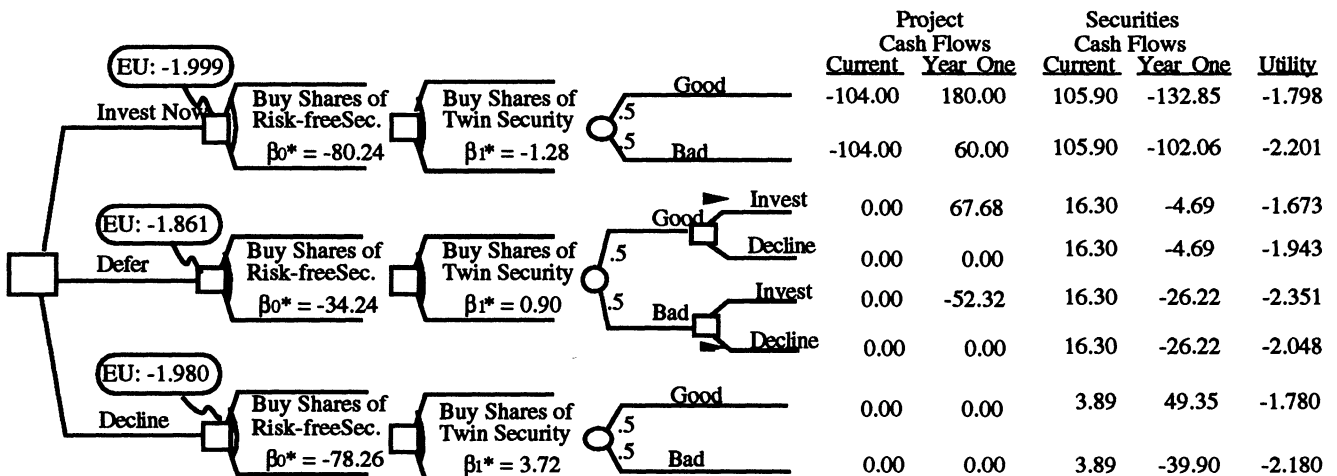 Project Securities
Cash Flows Cash Flows
Current Year One Current Year One Utility
EU: -1.999
Invest Now
Buy Shares of
Risk-freeSec.
β0* = -80.24
Buy Shares of
Twin Security
β1* = -1.28
Good
.5
.5
Bad
-104.00 180.00 105.90 -132.85 -1.798
-104.00 60.00 105.90 -102.06 -2.201
EU: -1.861
Defer
Buy Shares of
Risk-freeSec.
β0* = -34.24
Buy Shares of
Twin Security
β1* = 0.90
Good
.5
.5
Bad
Invest
0.00 67.68 16.30 -4.69 -1.673
Decline
0.00 0.00 16.30 -4.69 -1.943
Invest
0.00 -52.32 16.30 -26.22 -2.351
Decline
0.00 0.00 16.30 -26.22 -2.048
EU: -1.980
Decline
Buy Shares of
Risk-freeSec.
β0* = -78.26
Buy Shares of
Twin Security
β1* = 3.72
Good
.5
.5
Bad
0.00 0.00 3.89 49.35 -1.780
0.00 0.00 3.89 -39.90 -2.180